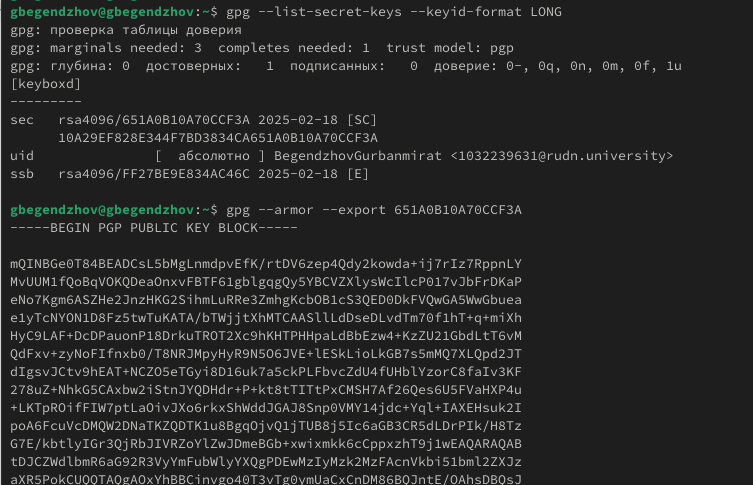 gbegendzhov@gbegendzhov:~$ gpg --list-secret-keys --keyid-format LONG
gpg: проверка таблицы доверия
gpg: marginals needed: 3  completes needed: 1  trust model: pgp
gpg: глубина: 0  достоверных:   1  подписанных:   0  доверие: 0-, 0q, 0n, 0m, 0f, 1u
[keyboxd]
---------
sec   rsa4096/651A0B10A70CCF3A 2025-02-18 [SC]
      10A29EF828E344F7BD3834CA651A0B10A70CCF3A
uid               [  абсолютно ] BegendzhovGurbanmirat <1032239631@rudn.university>
ssb   rsa4096/FF27BE9E834AC46C 2025-02-18 [E]
gbegendzhov@gbegendzhov:~$ gpg --armor --export 651A0B10A70CCF3A
-----BEGIN PGP PUBLIC KEY BLOCK-----
mQINBGe0T84BEADCsL5bMgLnmdpvEfK/rtDV6zep4Qdy2kowda+ij7rIz7RppnLY
MvUUM1fQoBqVOKQDeaOnxvFBTF61gblgqgQy5YBCVZXlysWcIlcP017vJbFrDKaP
eNo7Kgm6ASZHe2JnzHKG2SihmLuRRe3ZmhgKcbOB1cS3QED0DkFVQwGA5WwGbuea
e1yTcNYON1D8Fz5twTuKATA/bTWjjtXhMTCAASllLdDseDLvdTm70f1hT+q+miXh
HyC9LAF+DcDPauonP18DrkuTROT2Xc9hKHTPHHpaLdBbEzw4+KzZU21GbdLtT6vM
QdFxv+zyNoFIfnxb0/T8NRJMpyHyR9N5O6JVE+lESkLioLkGB7s5mMQ7XLQpd2JT
dIgsvJCtv9hEAT+NCZO5eTGyi8D16uk7a5ckPLFbvcZdU4fUHblYzorC8faIv3KF
278uZ+NhkG5CAxbw2iStnJYQDHdr+P+kt8tTITtPxCMSH7Af26Qes6U5FVaHXP4u
+LKTpROifFIW7ptLaOivJXo6rkxShWddJGAJ8Snp0VMY14jdc+Yql+IAXEHsuk2I
poA6FcuVcDMQW2DNaTKZQDTK1u8BgqOjvQ1jTUB8j5Ic6aGB3CR5dLDrPIk/H8Tz
G7E/kbtlyIGr3QjRbJIVRZoYlZwJDmeBGb+xwixmkk6cCppxzhT9j1wEAQARAQAB
tDJCZWdlbmR6aG92R3VyYmFubWlyYXQgPDEwMzIyMzk2MzFAcnVkbi51bml2ZXJz
aXR5PokCUQQTAQgAOxYhBBCinvgo40T3vTg0ymUaCxCnDM86BQJntE/OAhsDBQsJ